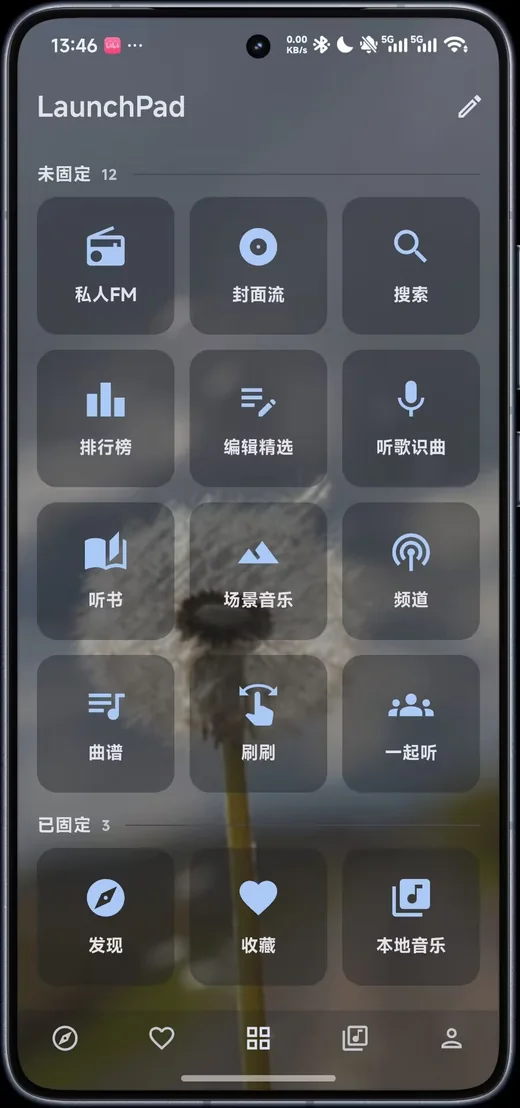 13:46
0.00 KB/s
5G 5G
LaunchPad
未固定 12
私人FM 封面流 搜索
排行榜 编辑精选 听歌识曲
听书 场景音乐 频道
曲谱 刷刷 一起听
已固定 3
发现 收藏 本地音乐